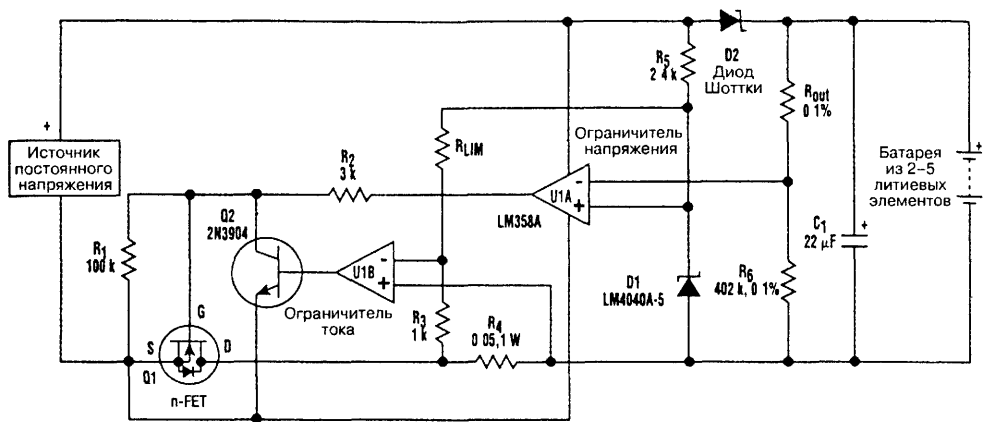 +
Источник
постоянного
напряжения
R1
100 k
S
G
D
Q1
n-FET
Q2
2N3904
R2
3 k
U1B
-
+
Ограничитель
тока
RLIM
R3
1 k
R4
0 05, 1 W
U1A
-
+
LM358A
Ограничитель
напряжения
R5
2 4 k
D2
Диод
Шоттки
D1
LM4040A-5
Rout
0 1%
R6
402 k, 0 1%
C1
22 μF
+
Батарея
из 2–5
литиевых
элементов
+